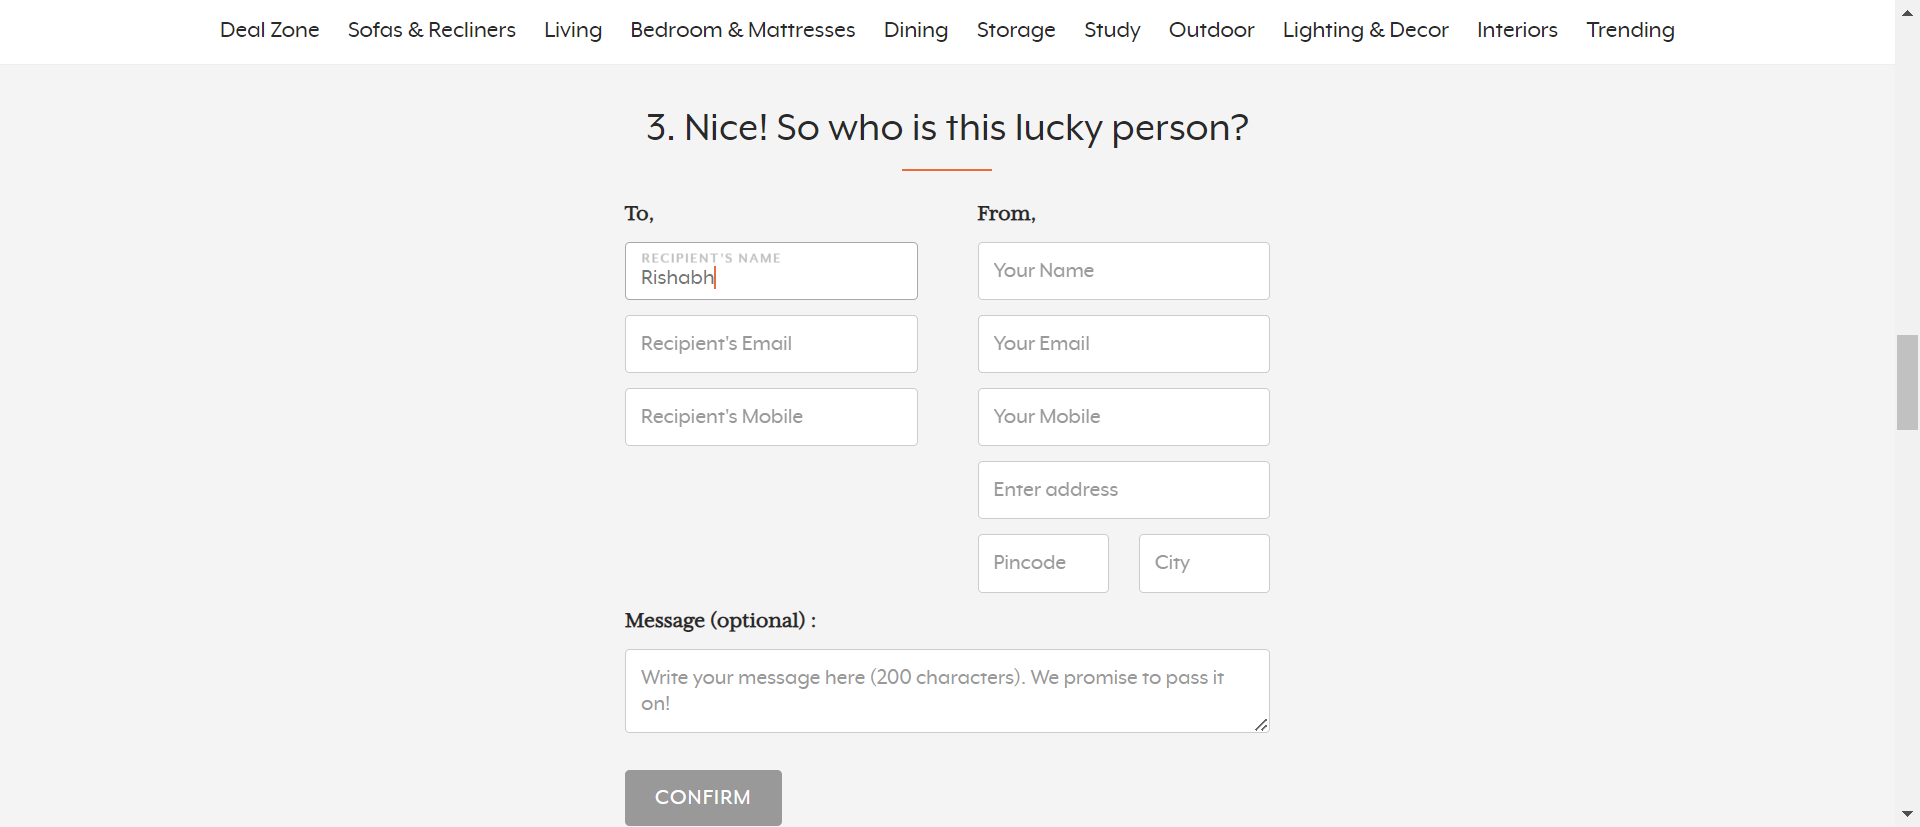 Deal Zone Sofas & Recliners Living Bedroom & Mattresses Dining Storage Study Outdoor Lighting & Decor Interiors Trending
3. Nice! So who is this lucky person?
To,
RECIPIENT'S NAME
Rishabh
Recipient's Email
Recipient's Mobile
From,
Your Name
Your Email
Your Mobile
Enter address
Pincode City
Message (optional) :
Write your message here (200 characters). We promise to pass it
on!
CONFIRM